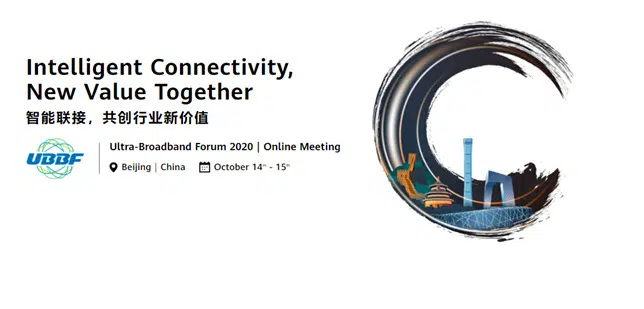 Intelligent Connectivity,
New Value Together
智能联接，共创行业新价值
UBBF
Ultra-Broadband Forum 2020 | Online Meeting
Beijing | China October 14th - 15th